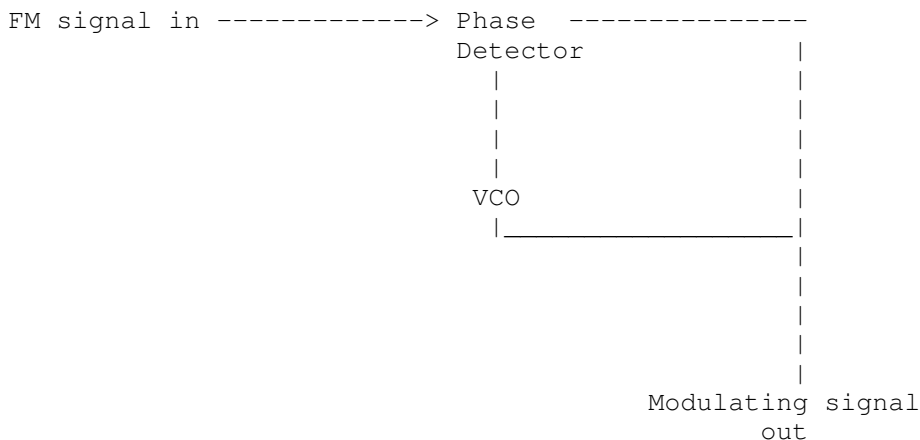 FM signal in -------------> Phase ---------------
Detector
VCO
Modulating signal
out